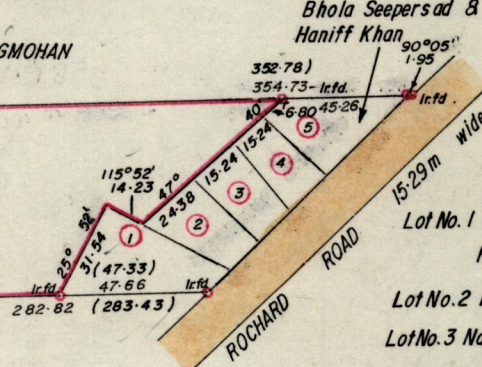 Bhola Seepersad &
Haniff Khan
GMOHAN
90°05'
1.95
352.78)
354.73 Ir.fd.
Ir.fd
6.80 45.26
5
15.24
4
115°52'
14.23
47° 40'
15.24
3
24.38
2
1
25° 52'
31.54
(47.33)
47.66
Ir.fd
282.82
(283.43)
15.29m wide
ROCHARD ROAD
Lot No. 1
Lot No. 2
Lot No. 3 No